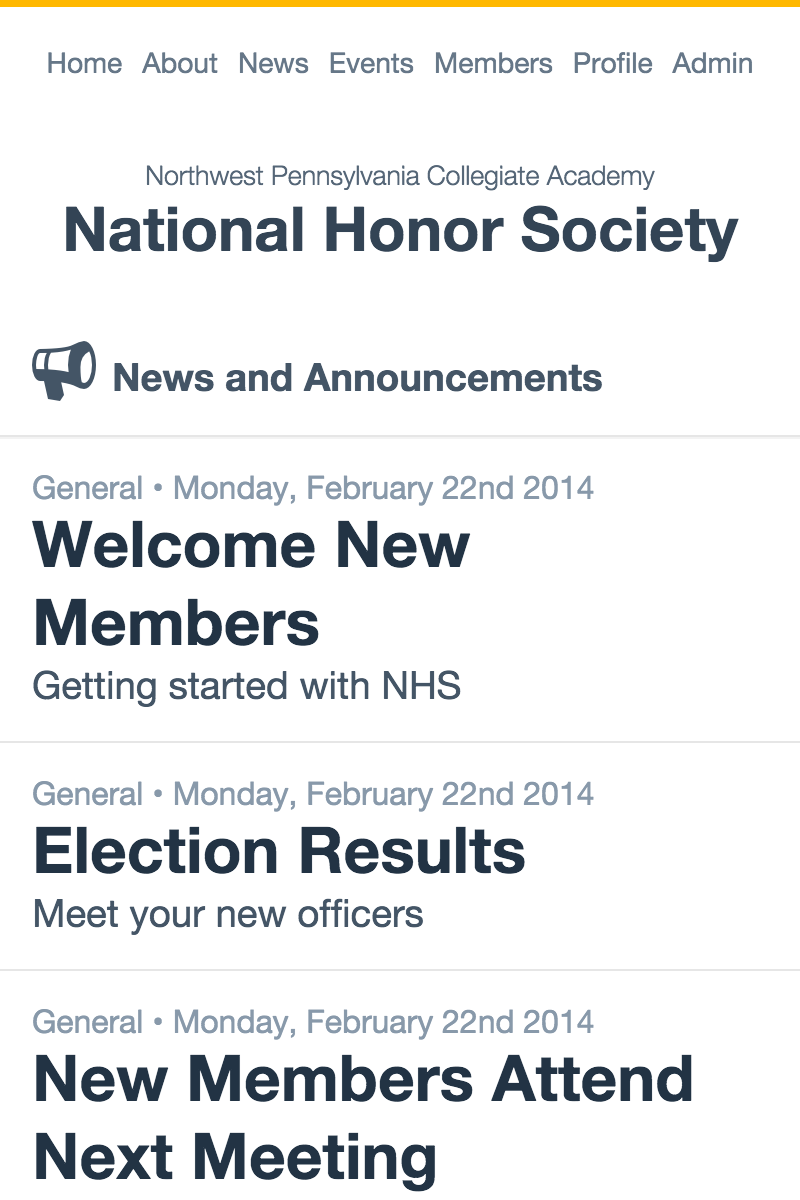 Home About News Events Members Profile Admin
Northwest Pennsylvania Collegiate Academy
National Honor Society
News and Announcements
General • Monday, February 22nd 2014
Welcome New
Members
Getting started with NHS
General • Monday, February 22nd 2014
Election Results
Meet your new officers
General • Monday, February 22nd 2014
New Members Attend
Next Meeting